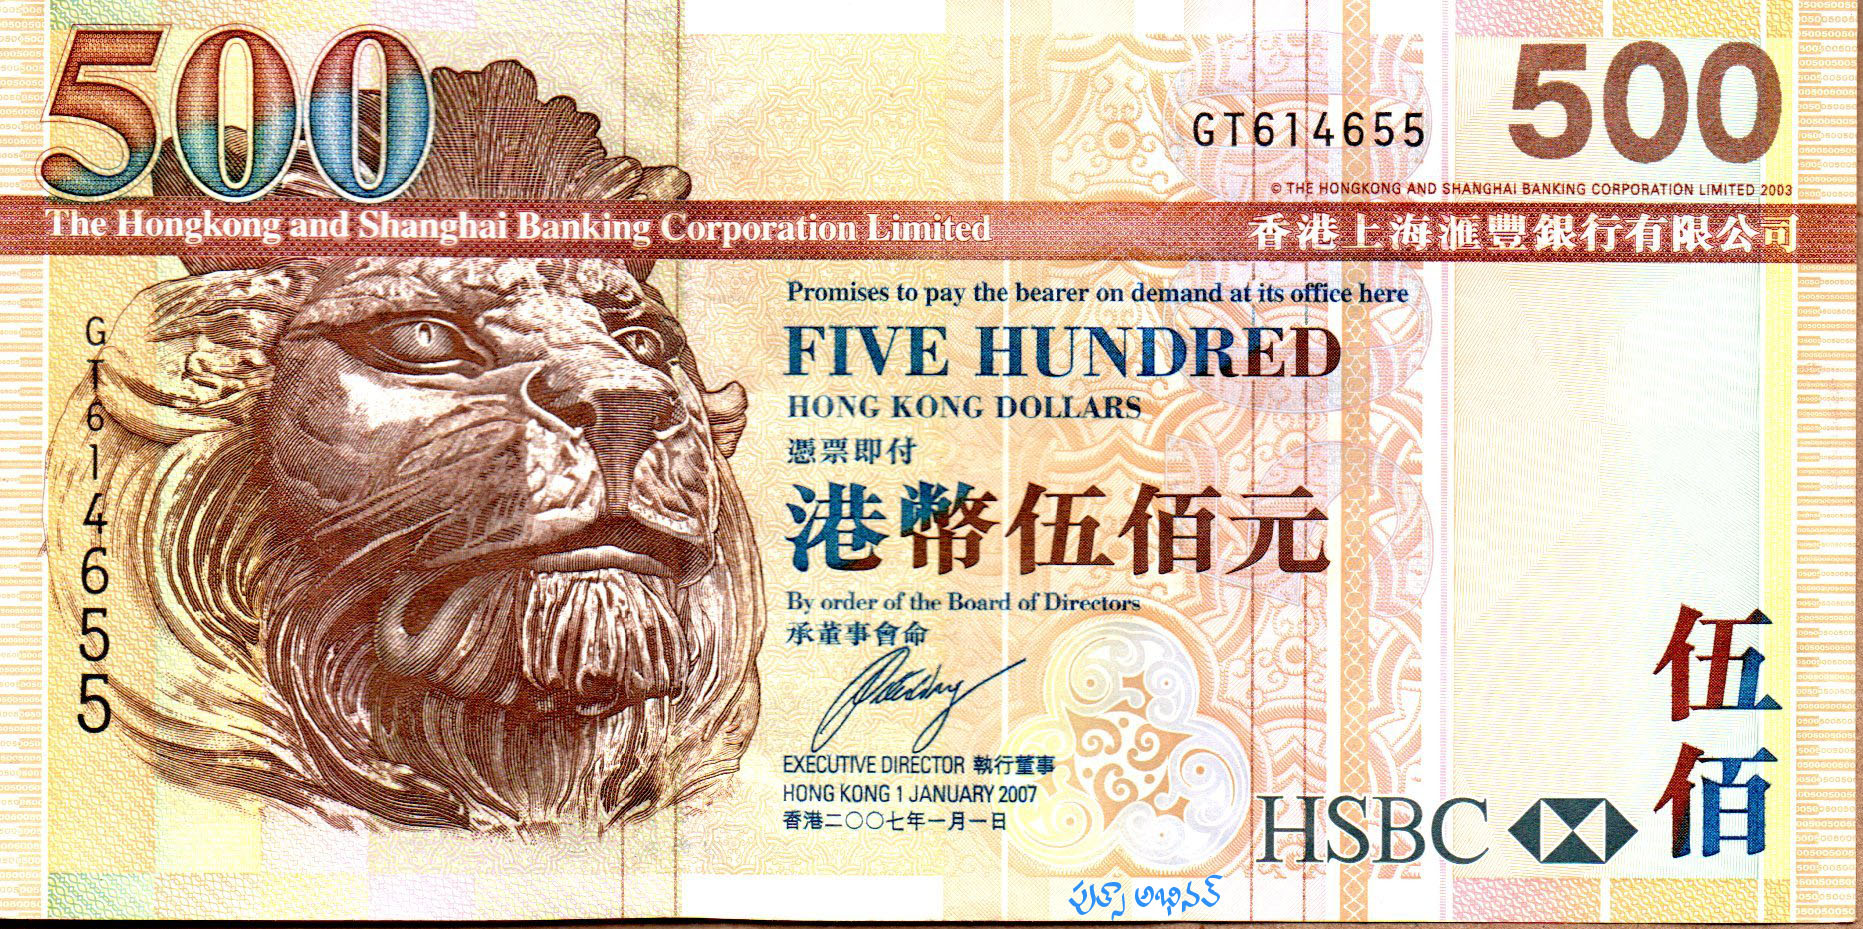 500
GT614655
500
© THE HONGKONG AND SHANGHAI BANKING CORPORATION LIMITED 2003
The Hongkong and Shanghai Banking Corporation Limited 香港上海滙豐銀行有限公司
Promises to pay the bearer on demand at its office here
FIVE HUNDRED
HONG KONG DOLLARS
憑票即付
港幣伍佰元
By order of the Board of Directors
承董事會命
EXECUTIVE DIRECTOR 執行董事
HONG KONG 1 JANUARY 2007
香港二〇〇七年一月一日
GT614655
HSBC
伍佰